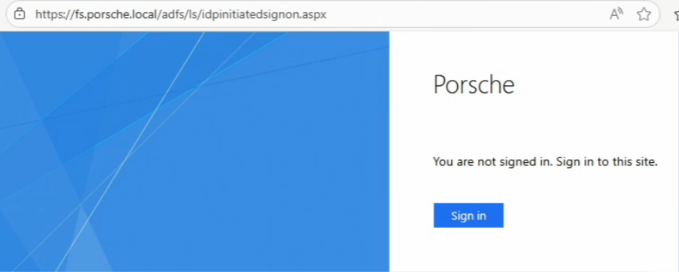 https://fs.porsche.local/adfs/ls/idpinitiatedsignon.aspx
Porsche
You are not signed in. Sign in to this site.
Sign in